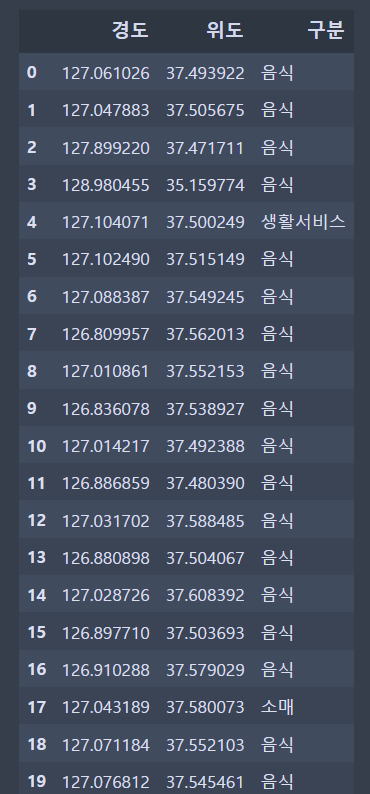 경도 위도 구분
0 127.061026 37.493922 음식
1 127.047883 37.505675 음식
2 127.899220 37.471711 음식
3 128.980455 35.159774 음식
4 127.104071 37.500249 생활서비스
5 127.102490 37.515149 음식
6 127.088387 37.549245 음식
7 126.809957 37.562013 음식
8 127.010861 37.552153 음식
9 126.836078 37.538927 음식
10 127.014217 37.492388 음식
11 126.886859 37.480390 음식
12 127.031702 37.588485 음식
13 126.880898 37.504067 음식
14 127.028726 37.608392 음식
15 126.897710 37.503693 음식
16 126.910288 37.579029 음식
17 127.043189 37.580073 소매
18 127.071184 37.552103 음식
19 127.076812 37.545461 음식